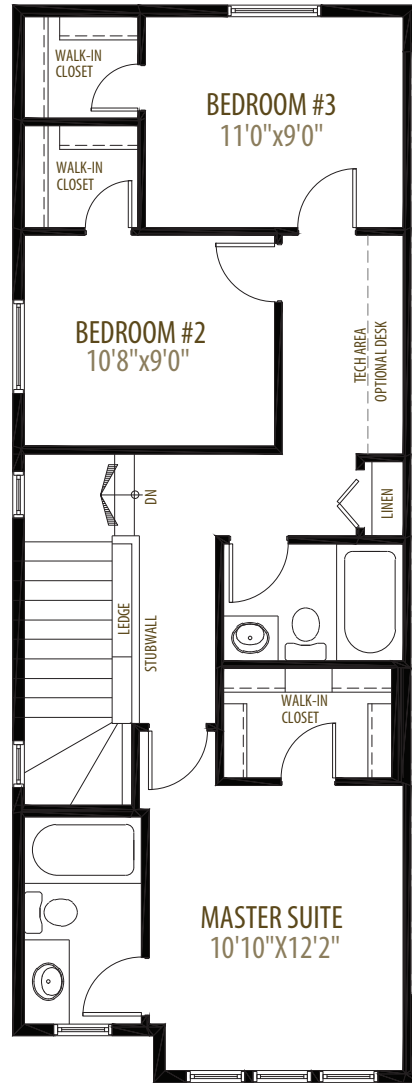 WALK-IN
CLOSET
BEDROOM #3
11'0"x9'0"
WALK-IN
CLOSET
BEDROOM #2
10'8"x9'0"
TECH AREA
OPTIONAL DESK
DN
LINEN
LEDGE
STUBWALL
WALK-IN
CLOSET
MASTER SUITE
10'10"X12'2"